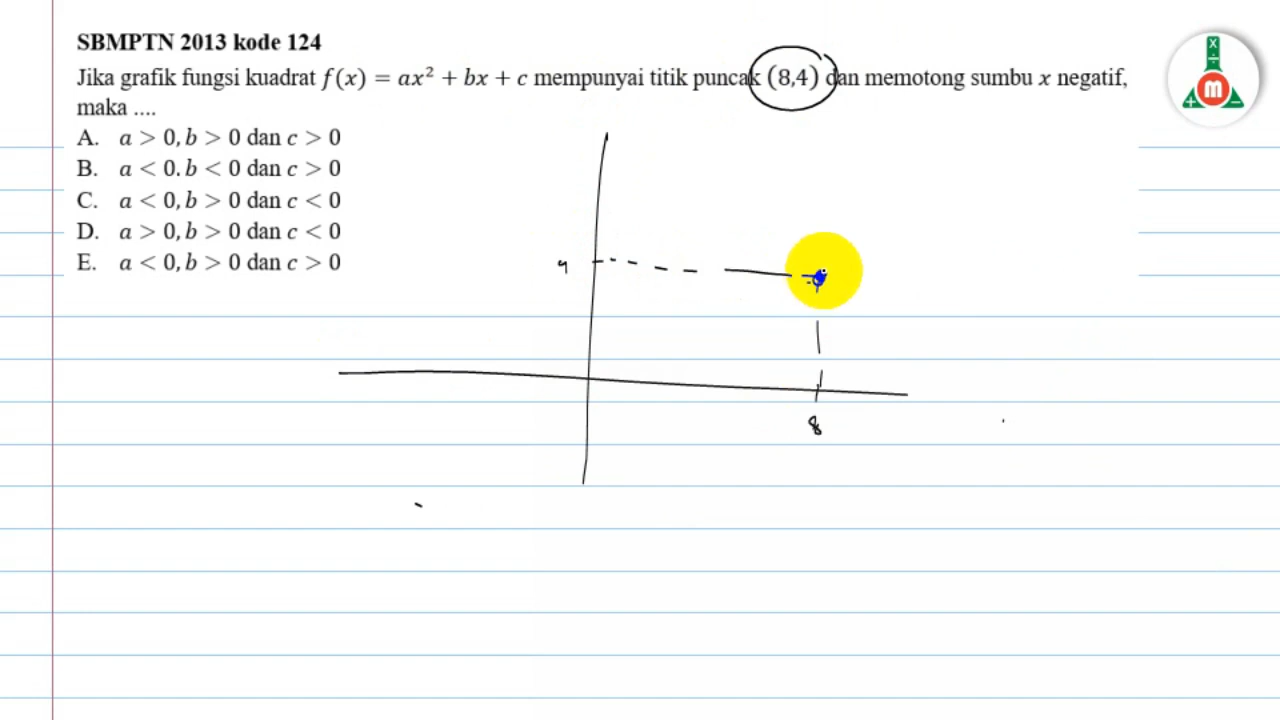 SBMPTN 2013 kode 124
Jika grafik fungsi kuadrat f(x) = ax² + bx + c mempunyai titik puncak (8,4) dan memotong sumbu x negatif,
maka ....
A. a > 0, b > 0 dan c > 0
B. a < 0. b < 0 dan c > 0
C. a < 0, b > 0 dan c < 0
D. a > 0, b > 0 dan c < 0
E. a < 0, b > 0 dan c > 0
4
8
x
÷
m
+
−